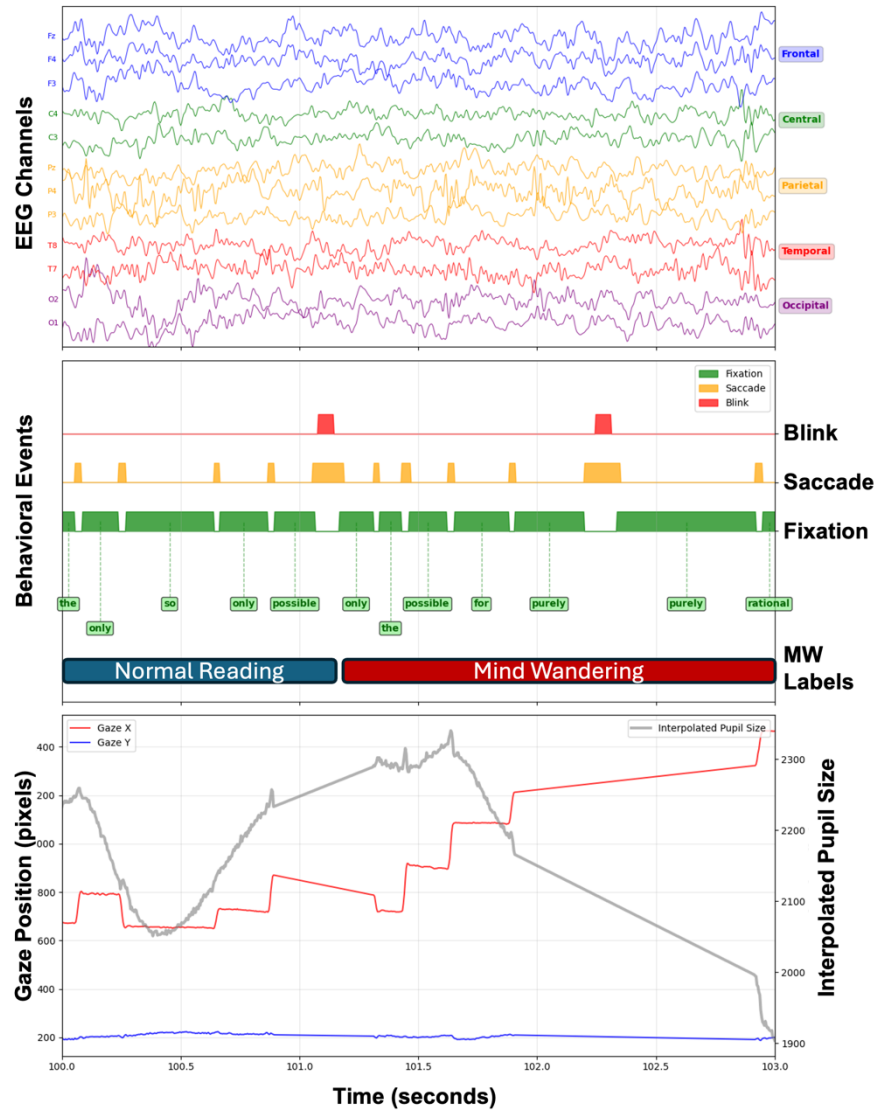 EEG Channels
Fz
F4
F3
C4
C3
Pz
P4
P3
T8
T7
O2
O1
Frontal
Central
Parietal
Temporal
Occipital
Behavioral Events
Fixation
Saccade
Blink
Blink
Saccade
Fixation
the
only
so
only
possible
only
the
possible
for
purely
purely
rational
Normal Reading
Mind Wandering
MW
Labels
Gaze Position (pixels)
Gaze X
Gaze Y
Interpolated Pupil Size
400
200
000
800
600
400
200
2300
2200
2100
2000
1900
Interpolated Pupil Size
100.0 100.5 101.0 101.5 102.0 102.5 103.0
Time (seconds)